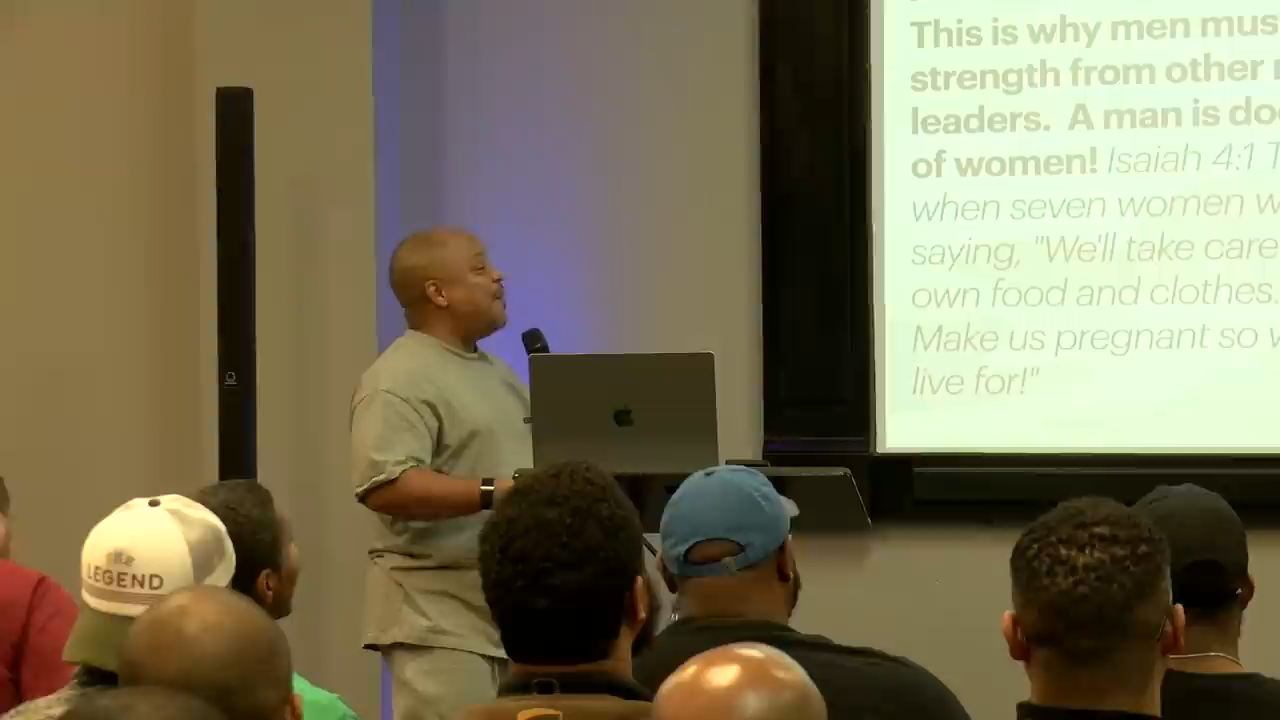 This is why men mus
strength from other
leaders. A man is do
of women! Isaiah 4:1 T
when seven women w
saying, "We'll take care
own food and clothes.
Make us pregnant so
live for!"
LEGEND